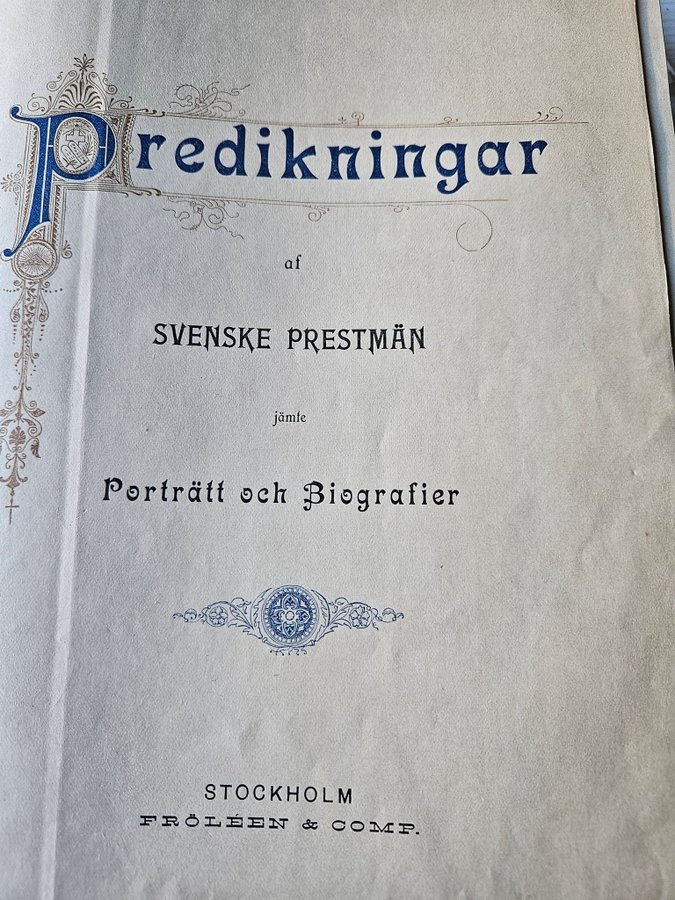 Predikningar
af
SVENSKE PRESTMÄN
jämte
Porträtt och Biografier
STOCKHOLM
FRÖLÉEN & COMP.